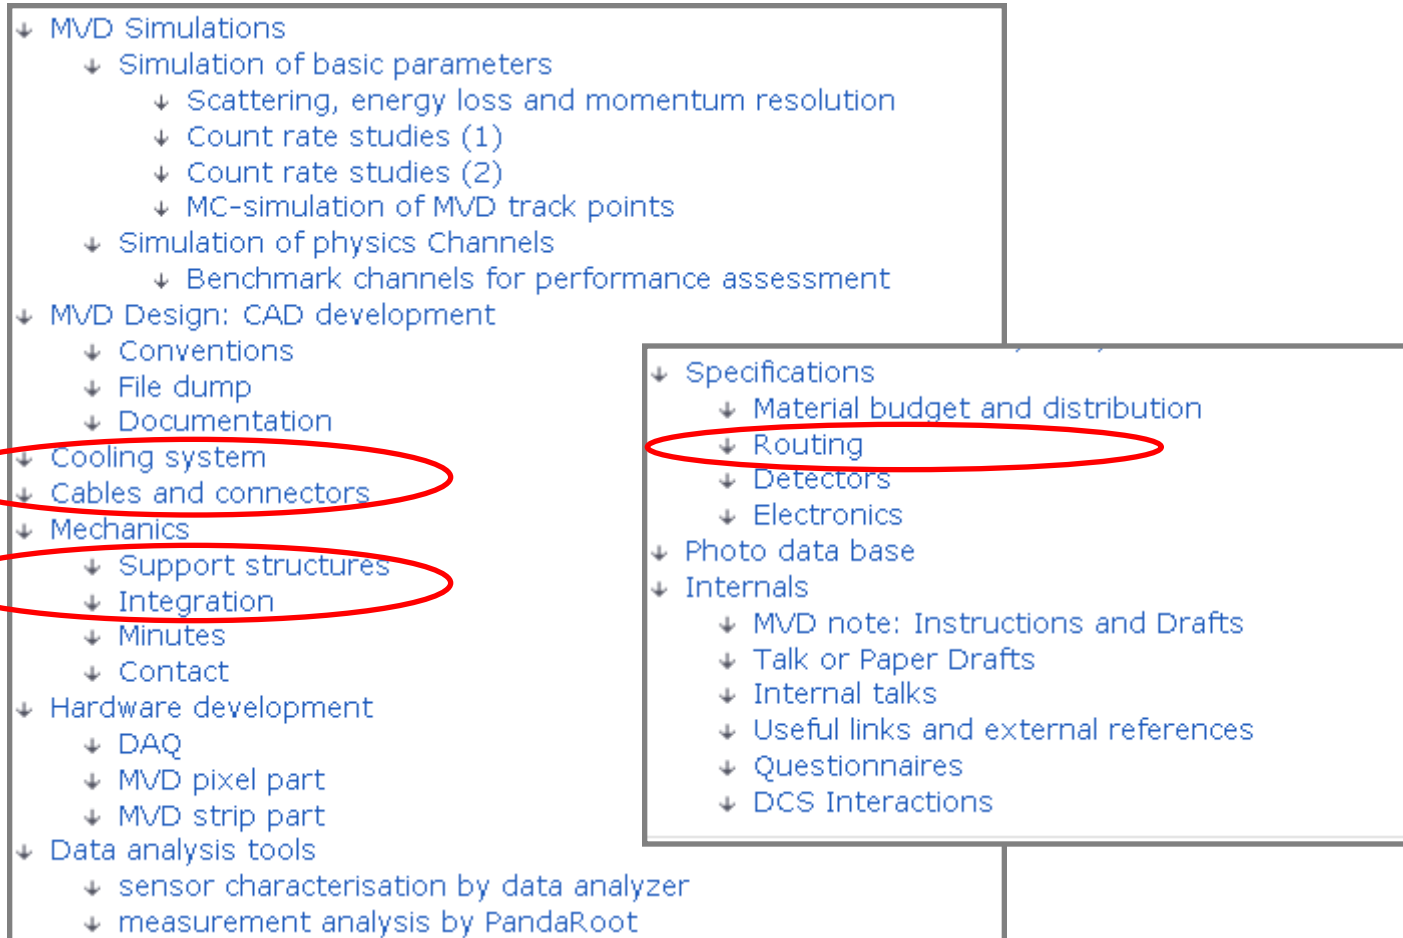 MVD Simulations
Simulation of basic parameters
Scattering, energy loss and momentum resolution
Count rate studies (1)
Count rate studies (2)
MC-simulation of MVD track points
Simulation of physics Channels
Benchmark channels for performance assessment
MVD Design: CAD development
Conventions
File dump
Documentation
Cooling system
Cables and connectors
Mechanics
Support structures
Integration
Minutes
Contact
Hardware development
DAQ
MVD pixel part
MVD strip part
Data analysis tools
sensor characterisation by data analyzer
measurement analysis by PandaRoot
Specifications
Material budget and distribution
Routing
Detectors
Electronics
Photo data base
Internals
MVD note: Instructions and Drafts
Talk or Paper Drafts
Internal talks
Useful links and external references
Questionnaires
DCS Interactions